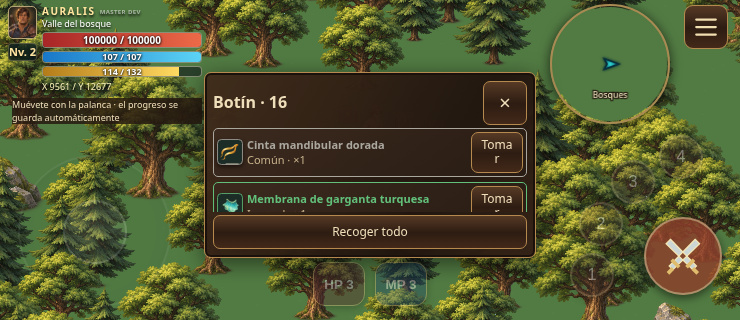 AURALIS MASTER DEV
Valle del bosque
Nv. 2
100000 / 100000
107 / 107
114 / 132
X 9561 / Y 12677
Muévete con la palanca · el progreso se
guarda automáticamente
Botín · 16
×
Cinta mandibular dorada
Común · ×1
Toma
r
Membrana de garganta turquesa
Toma
Recoger todo
Bosques
4
3
2
1
HP 3
MP 3